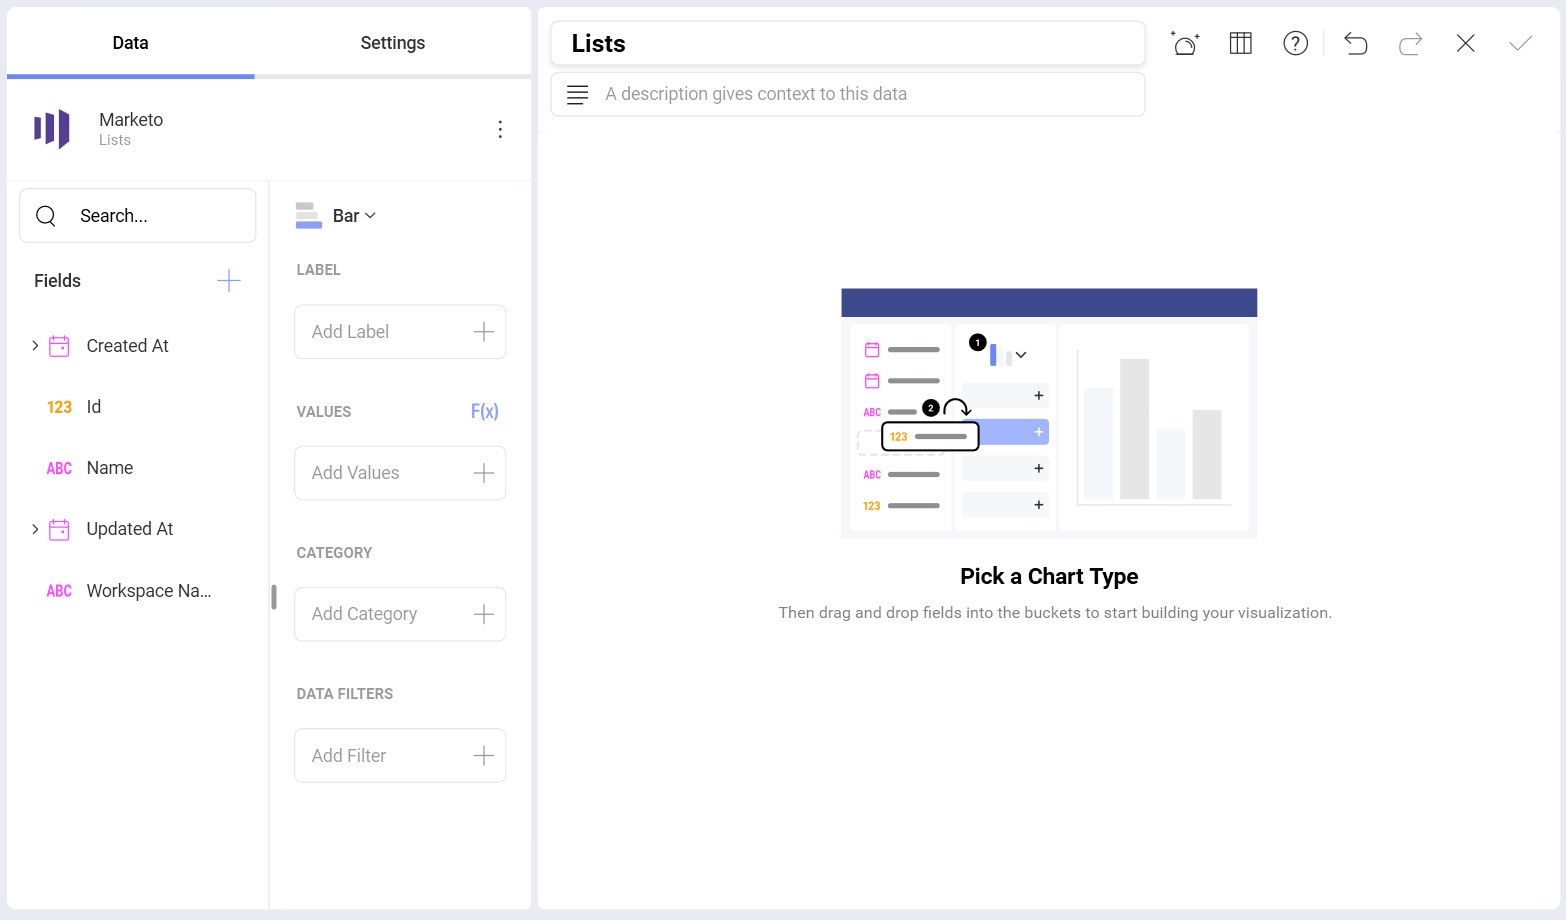 Data
Settings
Marketo
Lists
Search...
Fields
Created At
123 Id
ABC Name
Updated At
ABC Workspace Na...
Bar
LABEL
Add Label
VALUES F(x)
Add Values
CATEGORY
Add Category
DATA FILTERS
Add Filter
Lists
A description gives context to this data
?
1
ABC
2
123
ABC
123
Pick a Chart Type
Then drag and drop fields into the buckets to start building your visualization.